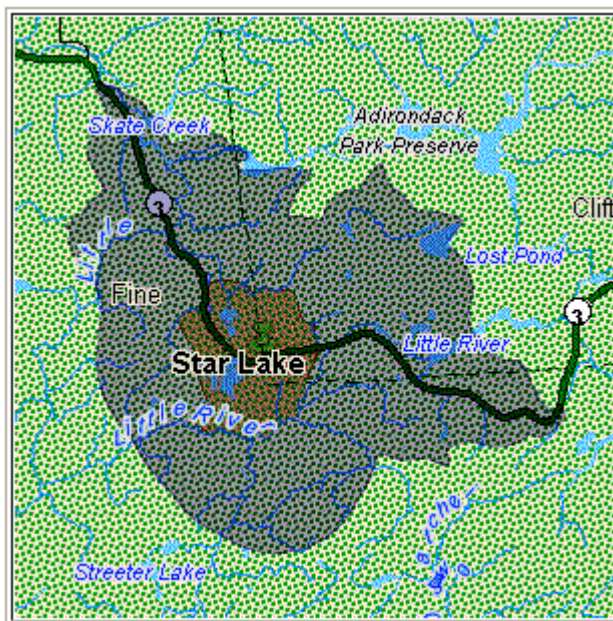 Skate Creek
Adirondack
Park Preserve
3
Clift
Little
Lost Pond
Fine
3
Little River
Star Lake
Little River
Streeter Lake